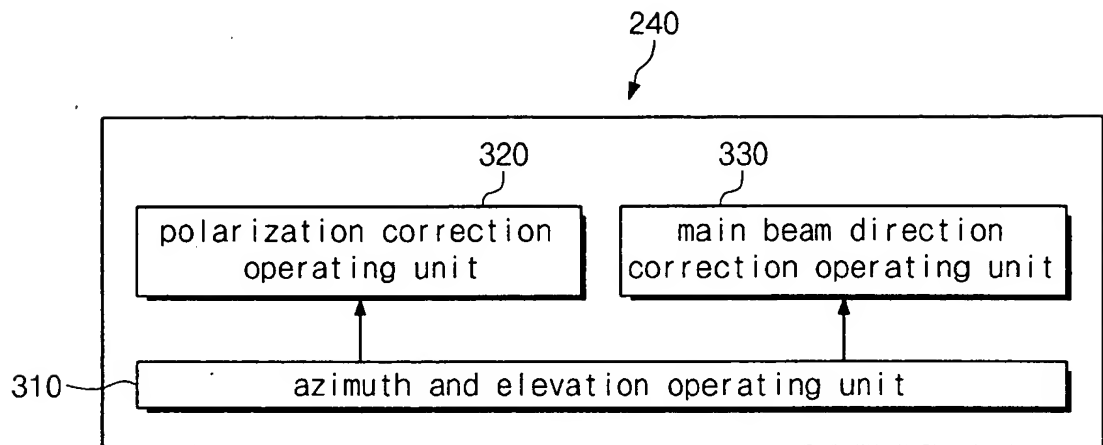 240
320
330
polarization correction
operating unit
main beam direction
correction operating unit
310
azimuth and elevation operating unit